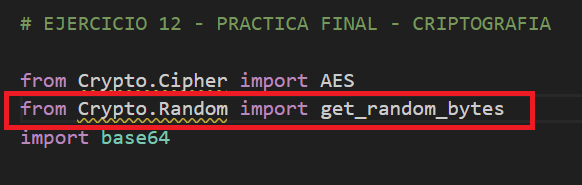 # EJERCICIO 12 - PRACTICA FINAL - CRIPTOGRAFIA
from Crypto.Cipher import AES
from Crypto.Random import get_random_bytes
import base64